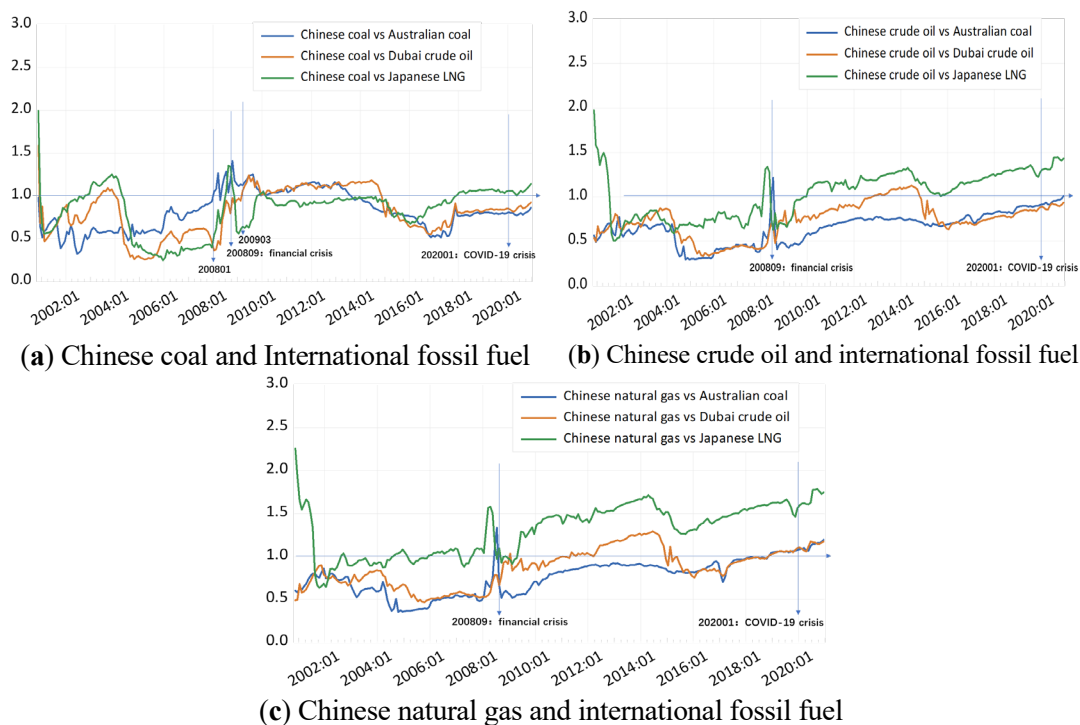 3.0
2.5
2.0
1.5
1.0
0.5
0.0
Chinese coal vs Australian coal
Chinese coal vs Dubai crude oil
Chinese coal vs Japanese LNG
200903
200809：financial crisis
200801
202001：COVID-19 crisis
2002:01
2004:01
2006:01
2008:01
2010:01
2012:01
2014:01
2016:01
2018:01
2020:01
(a) Chinese coal and International fossil fuel
3.0
2.5
2.0
1.5
1.0
0.5
0.0
Chinese crude oil vs Australian coal
Chinese crude oil vs Dubai crude oil
Chinese crude oil vs Japanese LNG
200809：financial crisis
202001：COVID-19 crisis
2002:01
2004:01
2006:01
2008:01
2010:01
2012:01
2014:01
2016:01
2018:01
2020:01
(b) Chinese crude oil and international fossil fuel
3.0
2.5
2.0
1.5
1.0
0.5
0.0
Chinese natural gas vs Australian coal
Chinese natural gas vs Dubai crude oil
Chinese natural gas vs Japanese LNG
200809：financial crisis
202001：COVID-19 crisis
2002:01
2004:01
2006:01
2008:01
2010:01
2012:01
2014:01
2016:01
2018:01
2020:01
(c) Chinese natural gas and international fossil fuel